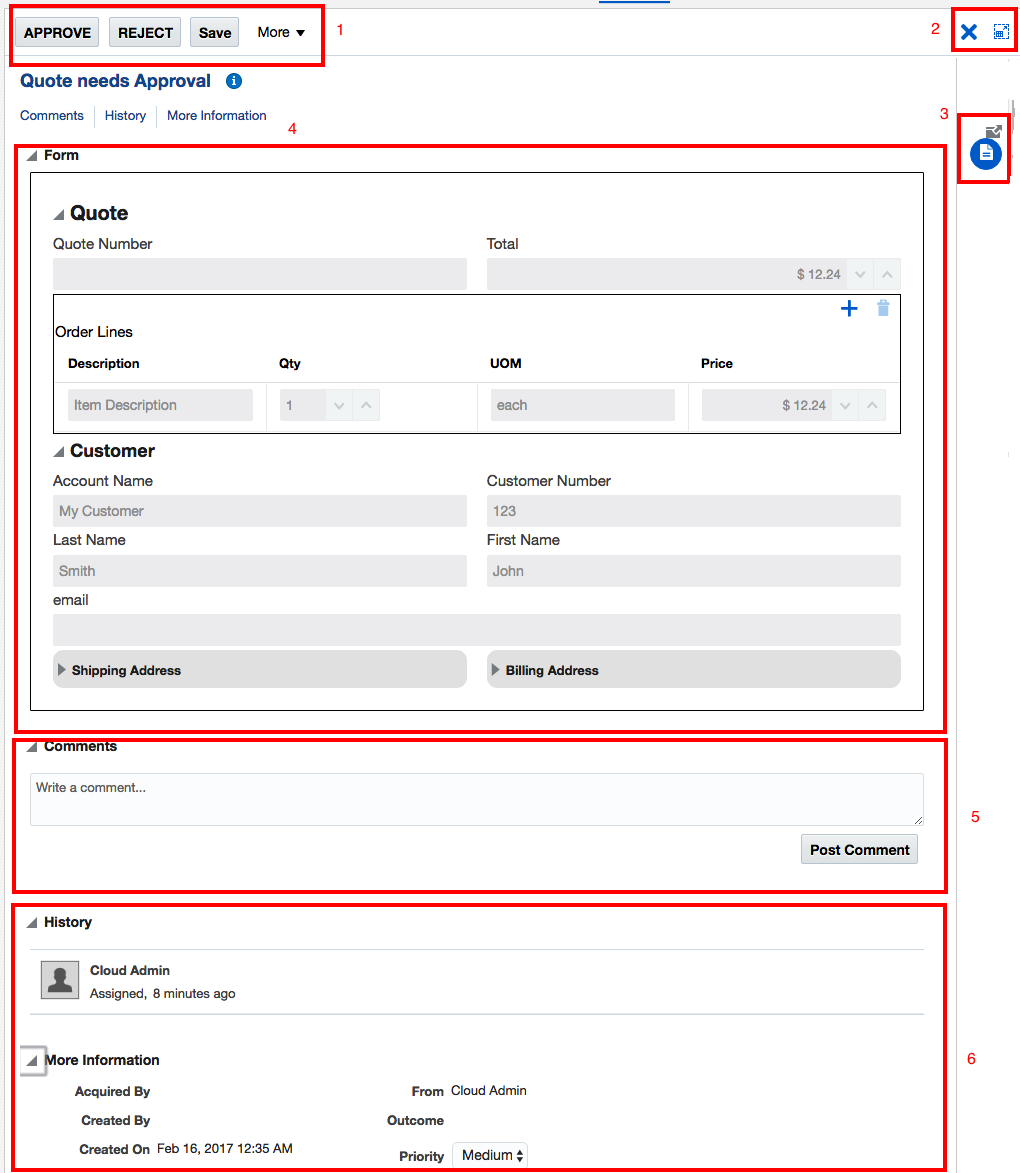 APPROVE REJECT Save More 1 2
Quote needs Approval
Comments History More Information
3
4
Form
Quote
Quote Number Total
$ 12.24
Order Lines
Description Qty UOM Price
Item Description 1 each $ 12.24
Customer
Account Name Customer Number
My Customer 123
Last Name First Name
Smith John
email
Shipping Address Billing Address
Comments
Write a comment...
5
Post Comment
History
Cloud Admin
Assigned, 8 minutes ago
6
More Information
Acquired By From Cloud Admin
Created By Outcome
Created On Feb 16, 2017 12:35 AM Priority Medium